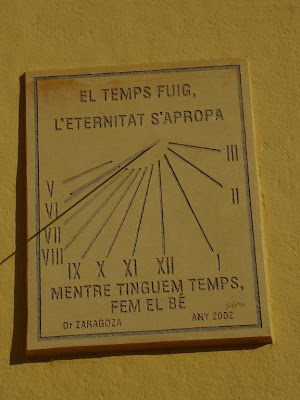 EL TEMPS FUIG,
L'ETERNITAT S'APROPA
III
V
II
VI
VII
VIII
IX X XI XII I
MENTRE TINGUEM TEMPS,
FEM EL BÉ
Dr ZARAGOZA ANY 2002